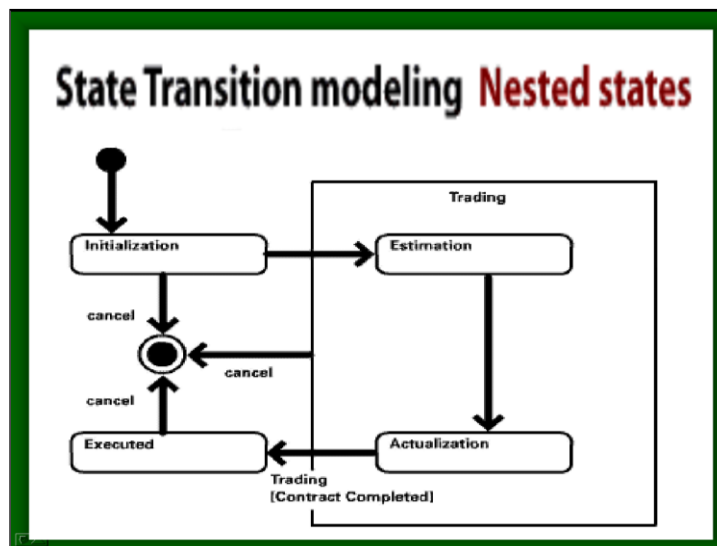 State Transition modeling Nested states
Trading
Initialization
Estimation
cancel
cancel
cancel
Executed
Actualization
Trading
[Contract Completed]